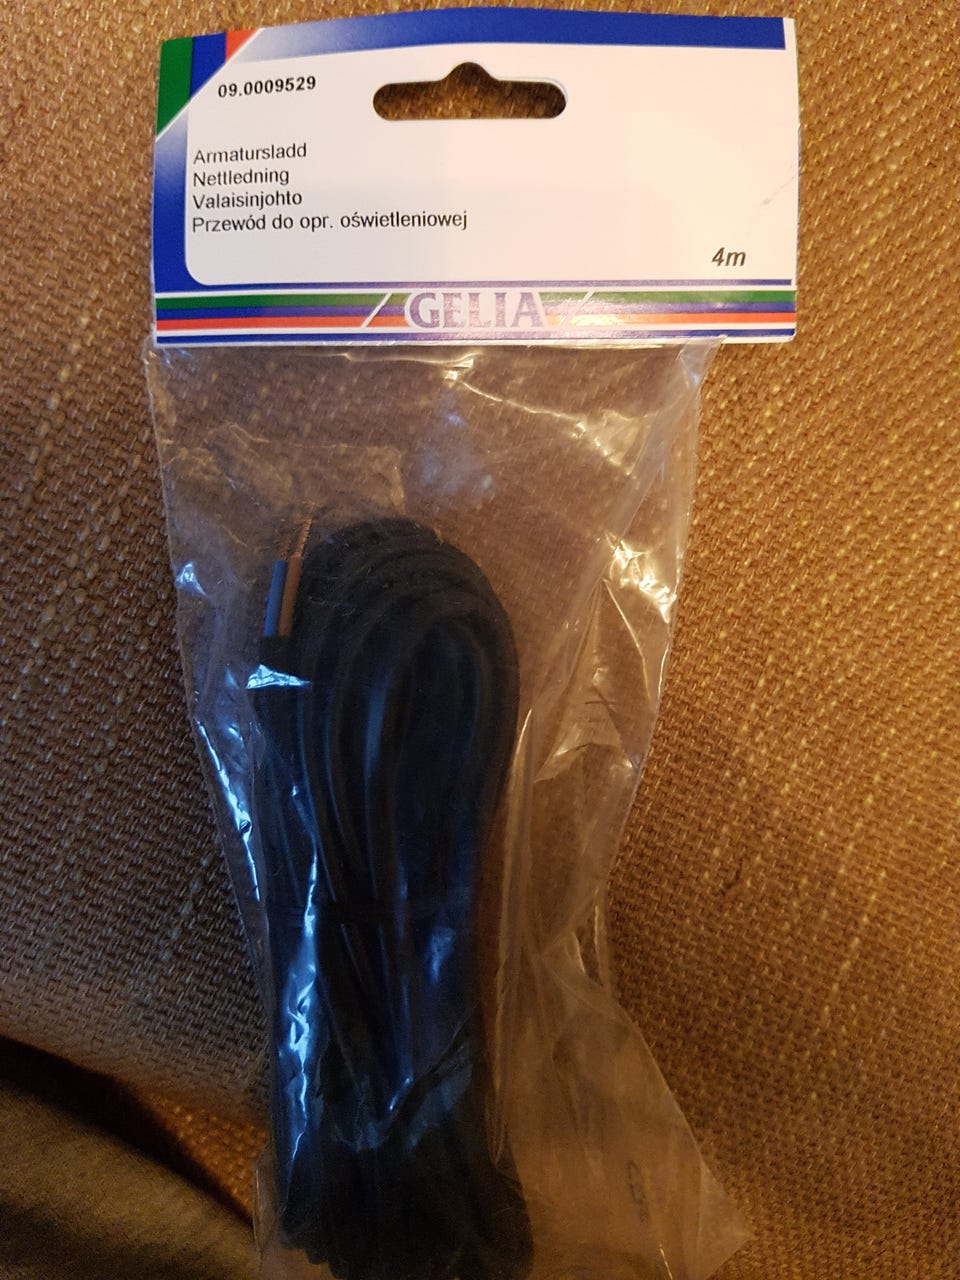 09.0009529
Armatursladd
Nettledning
Valaisinjohto
Przewód do opr. oświetleniowej
4m
GELIA